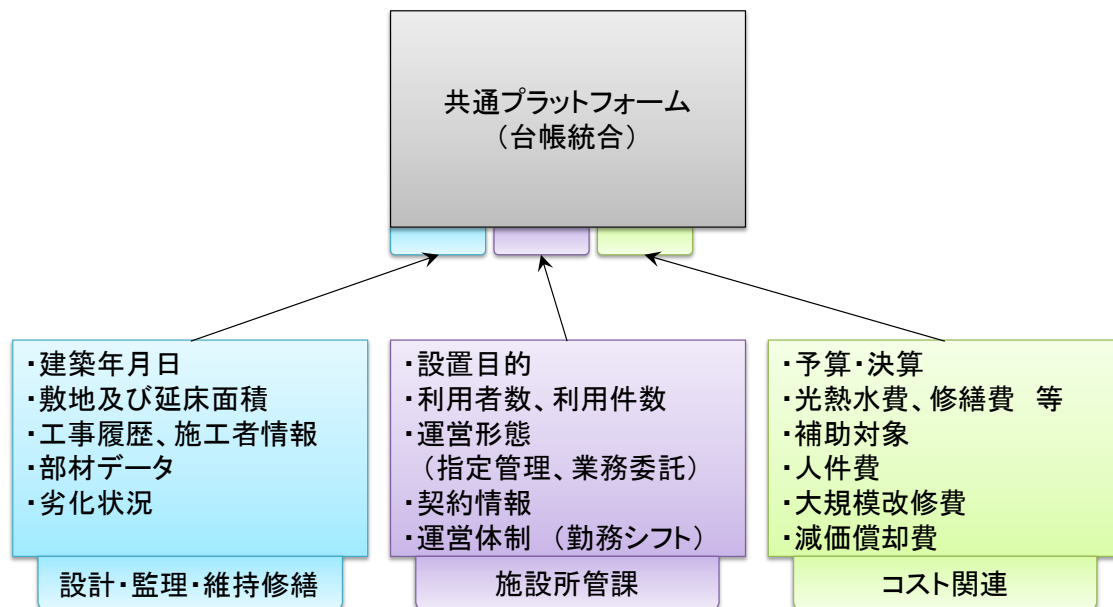 共通プラットフォーム
（台帳統合）
・建築年月日
・敷地及び延床面積
・工事履歴、施工者情報
・部材データ
・劣化状況
設計・監理・維持修繕
・設置目的
・利用者数、利用件数
・運営形態
（指定管理、業務委託）
・契約情報
・運営体制　（勤務シフト）
施設所管課
・予算・決算
・光熱水費、修繕費　等
・補助対象
・人件費
・大規模改修費
・減価償却費
コスト関連